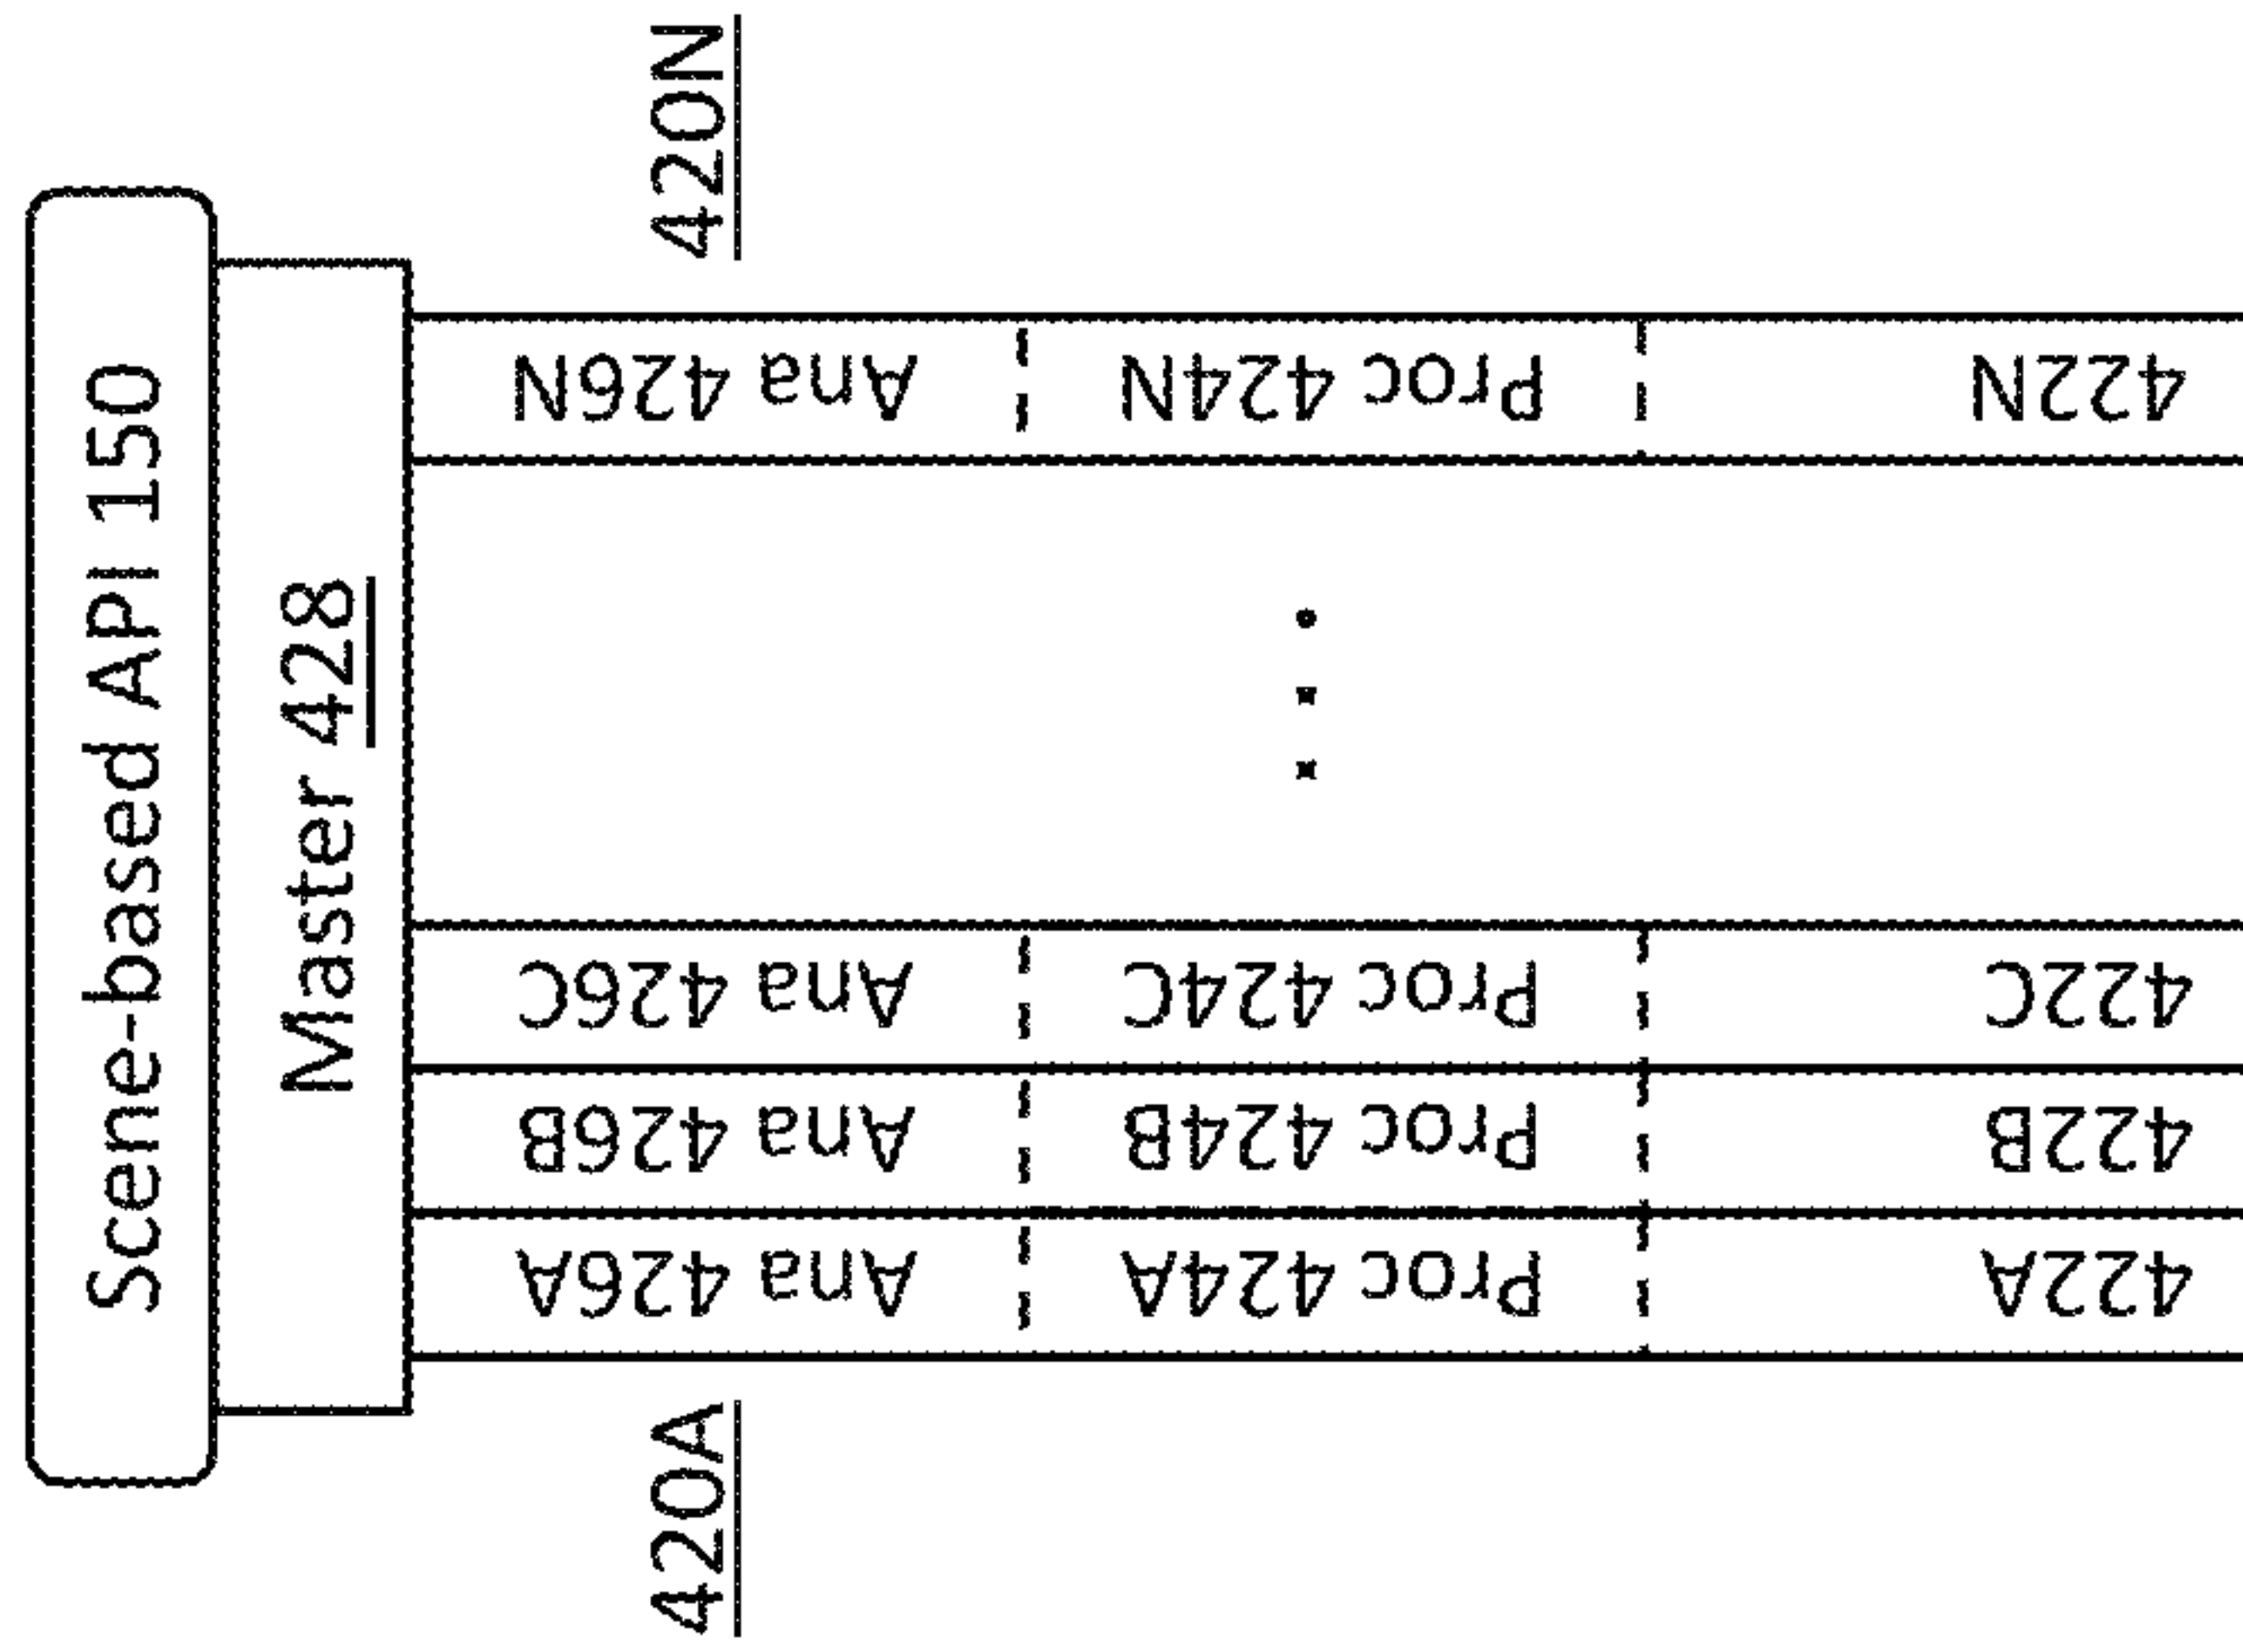 Scene-based API 150
Master 428
420A
420N
Ana 426A
Ana 426B
Ana 426C
Ana 426N
Proc 424A
Proc 424B
Proc 424C
Proc 424N
422A
422B
422C
422N